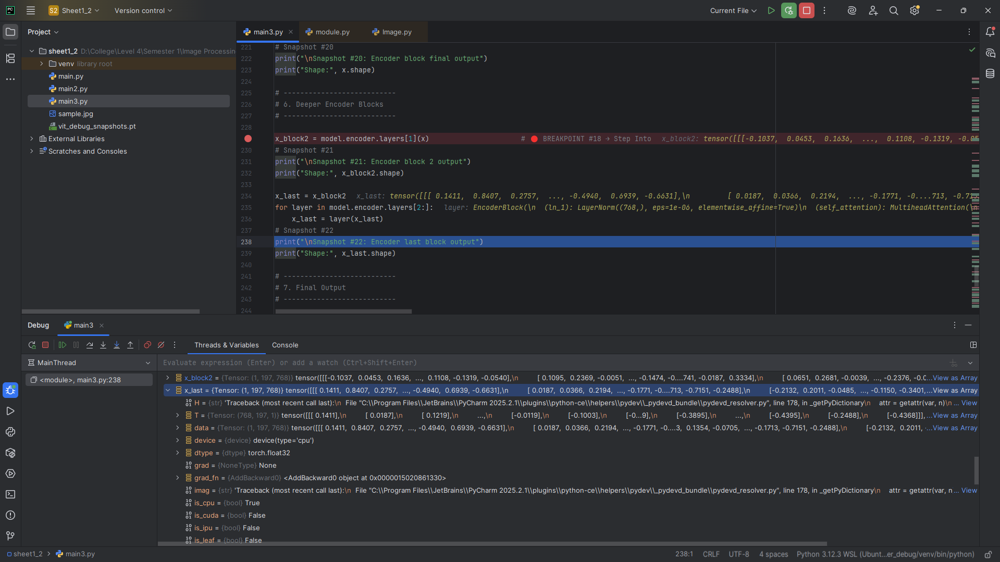 PC
S2 Sheet1_2
Version control
Current File
Project
main3.py
module.py
Image.py
sheet1_2 D:\College\Level 4\Semester 1\Image Processin
venv library root
main.py
main2.py
main3.py
sample.jpg
vit_debug_snapshots.pt
External Libraries
Scratches and Consoles
221 # Snapshot #20
222 print("\nSnapshot #20: Encoder block final output")
223 print("Shape:", x.shape)
224
225 # ---------------------------
226 # 6. Deeper Encoder Blocks
227 # ---------------------------
228
x_block2 = model.encoder.layers[1](x) # 🔴 BREAKPOINT #18 → Step Into x_block2: tensor([[[-0.1037, 0.0453, 0.1636, ..., 0.1108, -0.1319, -0.05
230 # Snapshot #21
231 print("\nSnapshot #21: Encoder block 2 output")
232 print("Shape:", x_block2.shape)
233
234 x_last = x_block2 x_last: tensor([[[ 0.1411, 0.8407, 0.2757, ..., -0.4940, 0.6939, -0.6631],\n [ 0.0187, 0.0366, 0.2194, ..., -0.1771, -0....713, -0.715
235 for layer in model.encoder.layers[2:]: layer: EncoderBlock(\n (ln_1): LayerNorm((768,), eps=1e-06, elementwise_affine=True)\n (self_attention): MultiheadAttention(\n
236 x_last = layer(x_last)
237 # Snapshot #22
238 print("\nSnapshot #22: Encoder last block output")
239 print("Shape:", x_last.shape)
240
241 # ---------------------------
242 # 7. Final Output
243 # ---------------------------
244
Debug main3
Threads & Variables Console
MainThread
<module>, main3.py:238
Evaluate expression (Enter) or add a watch (Ctrl+Shift+Enter)
x_block2 = {Tensor: (1, 197, 768)} tensor([[[-0.1037, 0.0453, 0.1636, ..., 0.1108, -0.1319, -0.0540],\n [ 0.1095, 0.2369, -0.0051, ..., -0.1474, -0....741, -0.0187, 0.3334],\n [ 0.0651, 0.2681, -0.0039, ..., -0.2376, -0.0...View as Array
x_last = {Tensor: (1, 197, 768)} tensor([[[ 0.1411, 0.8407, 0.2757, ..., -0.4940, 0.6939, -0.6631],\n [ 0.0187, 0.0366, 0.2194, ..., -0.1771, -0....713, -0.7151, -0.2488],\n [-0.2132, 0.2011, -0.0485, ..., -0.1150, -0.3401,...View as Array
H = {str} 'Traceback (most recent call last):\n File "C:\\Program Files\\JetBrains\\PyCharm 2025.2.1\\plugins\\python-ce\\helpers\\pydev\\_pydevd_bundle\\pydevd_resolver.py", line 178, in _getPyDictionary\n attr = getattr(var, n)\n ... View
T = {Tensor: (768, 197, 1)} tensor([[[ 0.1411],\n [ 0.0187],\n [ 0.1219],\n ...,\n [-0.0119],\n [-0.1003],\n [-0...9],\n [-0.3895],\n ...,\n [-0.4395],\n [-0.2488],\n [-0.4368]]],...View as Array
data = {Tensor: (1, 197, 768)} tensor([[[ 0.1411, 0.8407, 0.2757, ..., -0.4940, 0.6939, -0.6631],\n [ 0.0187, 0.0366, 0.2194, ..., -0.1771, -0....3, 0.1354, -0.0705, ..., -0.1713, -0.7151, -0.2488],\n [-0.2132, 0.2011, ...View as Array
device = {device} device(type='cpu')
dtype = {dtype} torch.float32
grad = {NoneType} None
grad_fn = {AddBackward0} <AddBackward0 object at 0x0000015020861330>
imag = {str} 'Traceback (most recent call last):\n File "C:\\Program Files\\JetBrains\\PyCharm 2025.2.1\\plugins\\python-ce\\helpers\\pydev\\_pydevd_bundle\\pydevd_resolver.py", line 178, in _getPyDictionary\n attr = getattr(var, n ... View
is_cpu = {bool} True
is_cuda = {bool} False
is_ipu = {bool} False
is_leaf = {bool} False
sheet1_2 > main3.py
238:1 CRLF UTF-8 4 spaces Python 3.12.3 WSL (Ubunt...er_debug/venv/bin/python)